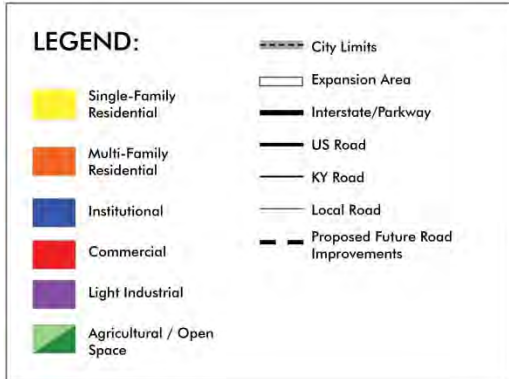 LEGEND:
Single-Family
Residential
Multi-Family
Residential
Institutional
Commercial
Light Industrial
Agricultural / Open
Space
City Limits
Expansion Area
Interstate/Parkway
US Road
KY Road
Local Road
Proposed Future Road
Improvements